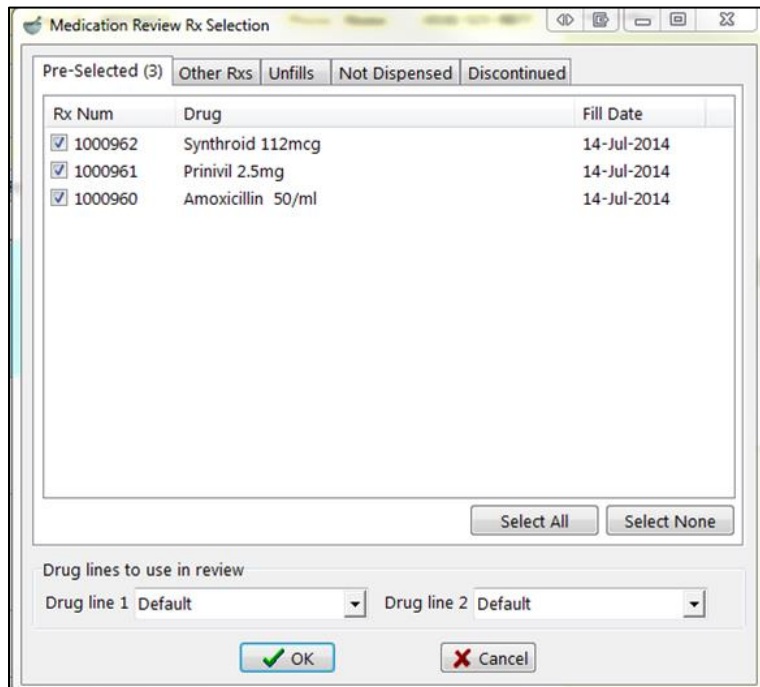 Medication Review Rx Selection
Pre-Selected (3) Other Rxs Unfills Not Dispensed Discontinued
Rx Num Drug Fill Date
1000962 Synthroid 112mcg 14-Jul-2014
1000961 Prinivil 2.5mg 14-Jul-2014
1000960 Amoxicillin 50/ml 14-Jul-2014
Select All Select None
Drug lines to use in review
Drug line 1 Default Drug line 2 Default
OK Cancel